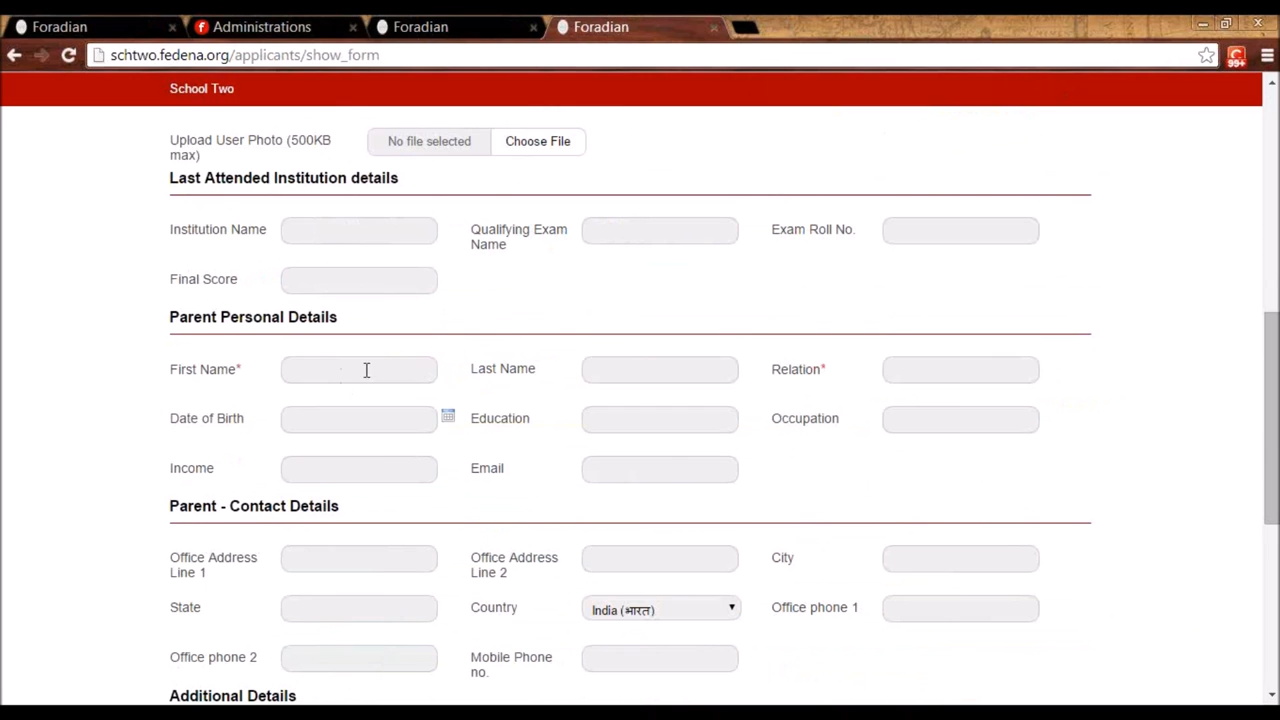 Foradian
Administrations
Foradian
Foradian
schtwo.fedena.org/applicants/show_form
99+
School Two
Upload User Photo (500KB
max)
No file selected
Choose File
Last Attended Institution details
Institution Name
Qualifying Exam
Name
Exam Roll No.
Final Score
Parent Personal Details
First Name*
Last Name
Relation*
Date of Birth
Education
Occupation
Income
Email
Parent - Contact Details
Office Address
Line 1
Office Address
Line 2
City
State
Country
India (भारत)
Office phone 1
Office phone 2
Mobile Phone
no.
Additional Details